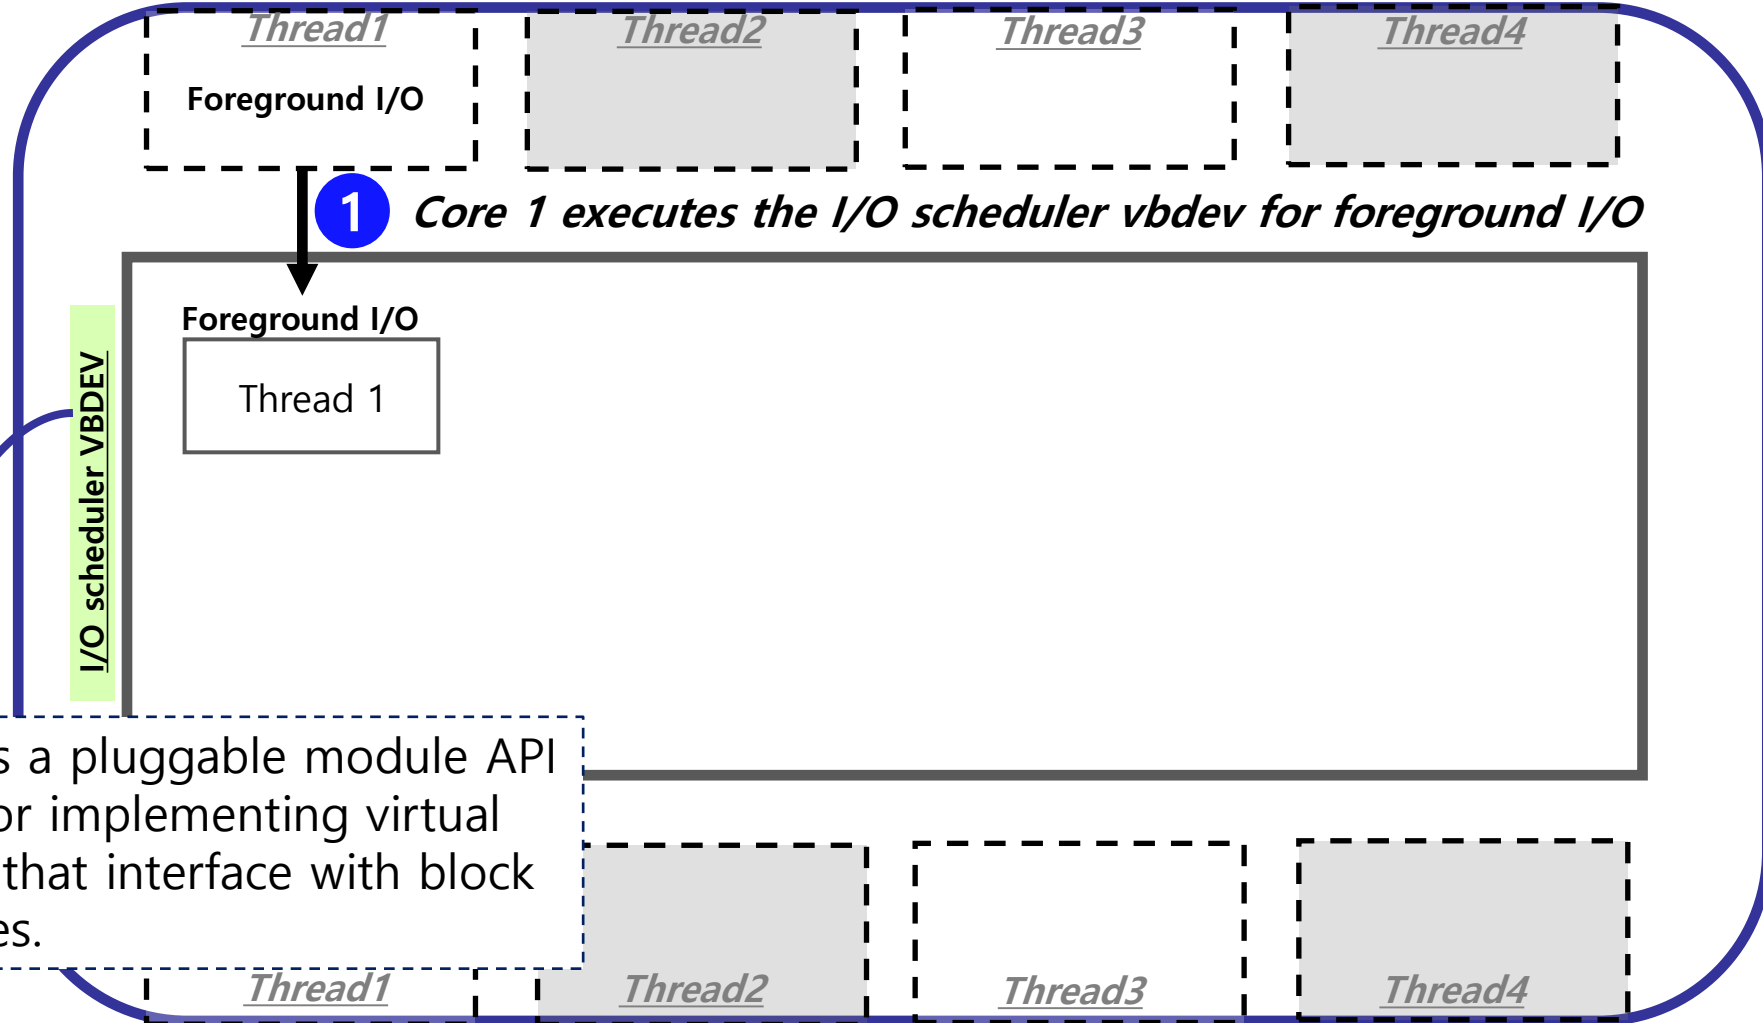 Thread1
Thread2
Thread3
Thread4
Foreground I/O
1 Core 1 executes the I/O scheduler vbdev for foreground I/O
Foreground I/O
Thread 1
I/O scheduler VBDEV
s a pluggable module API
or implementing virtual
that interface with block
es.
Thread1
Thread2
Thread3
Thread4